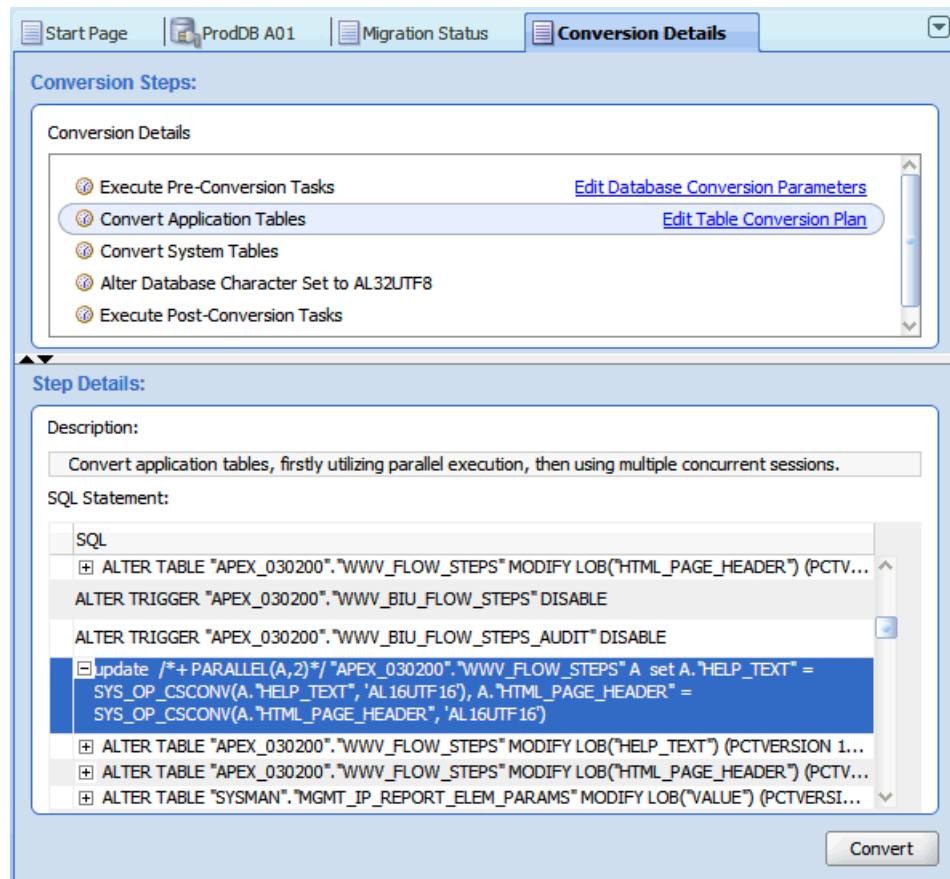 Start Page ProdDB A01 Migration Status Conversion Details
Conversion Steps:
Conversion Details
Execute Pre-Conversion Tasks Edit Database Conversion Parameters
Convert Application Tables Edit Table Conversion Plan
Convert System Tables
Alter Database Character Set to AL32UTF8
Execute Post-Conversion Tasks
Step Details:
Description:
Convert application tables, firstly utilizing parallel execution, then using multiple concurrent sessions.
SQL Statement:
SQL
ALTER TABLE "APEX_030200"."WWV_FLOW_STEPS" MODIFY LOB("HTML_PAGE_HEADER") (PCTV...
ALTER TRIGGER "APEX_030200"."WWV_BIU_FLOW_STEPS" DISABLE
ALTER TRIGGER "APEX_030200"."WWV_BIU_FLOW_STEPS_AUDIT" DISABLE
update /*+ PARALLEL(A,2)*/ "APEX_030200"."WWV_FLOW_STEPS" A set A."HELP_TEXT" =
SYS_OP_CSCONV(A."HELP_TEXT", 'AL16UTF16'), A."HTML_PAGE_HEADER" =
SYS_OP_CSCONV(A."HTML_PAGE_HEADER", 'AL16UTF16')
ALTER TABLE "APEX_030200"."WWV_FLOW_STEPS" MODIFY LOB("HELP_TEXT") (PCTVERSION 1...
ALTER TABLE "APEX_030200"."WWV_FLOW_STEPS" MODIFY LOB("HTML_PAGE_HEADER") (PCTV...
ALTER TABLE "SYSMAN"."MGMT_IP_REPORT_ELEM_PARAMS" MODIFY LOB("VALUE") (PCTVERSI...
Convert